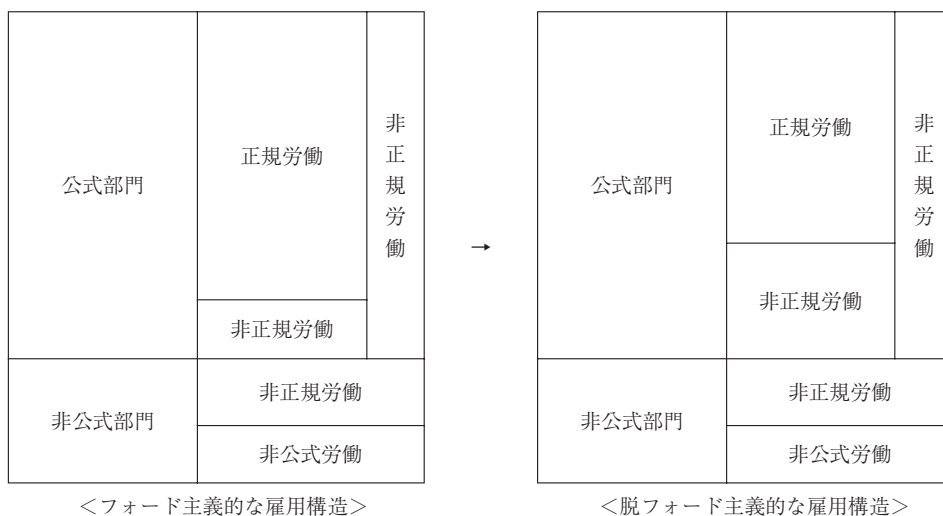 公式部門
正規労働
非正規労働
非正規労働
非公式部門
非正規労働
非公式労働
<フォード主義的な雇用構造>
→
公式部門
正規労働
非正規労働
非正規労働
非公式部門
非正規労働
非公式労働
<脱フォード主義的な雇用構造>